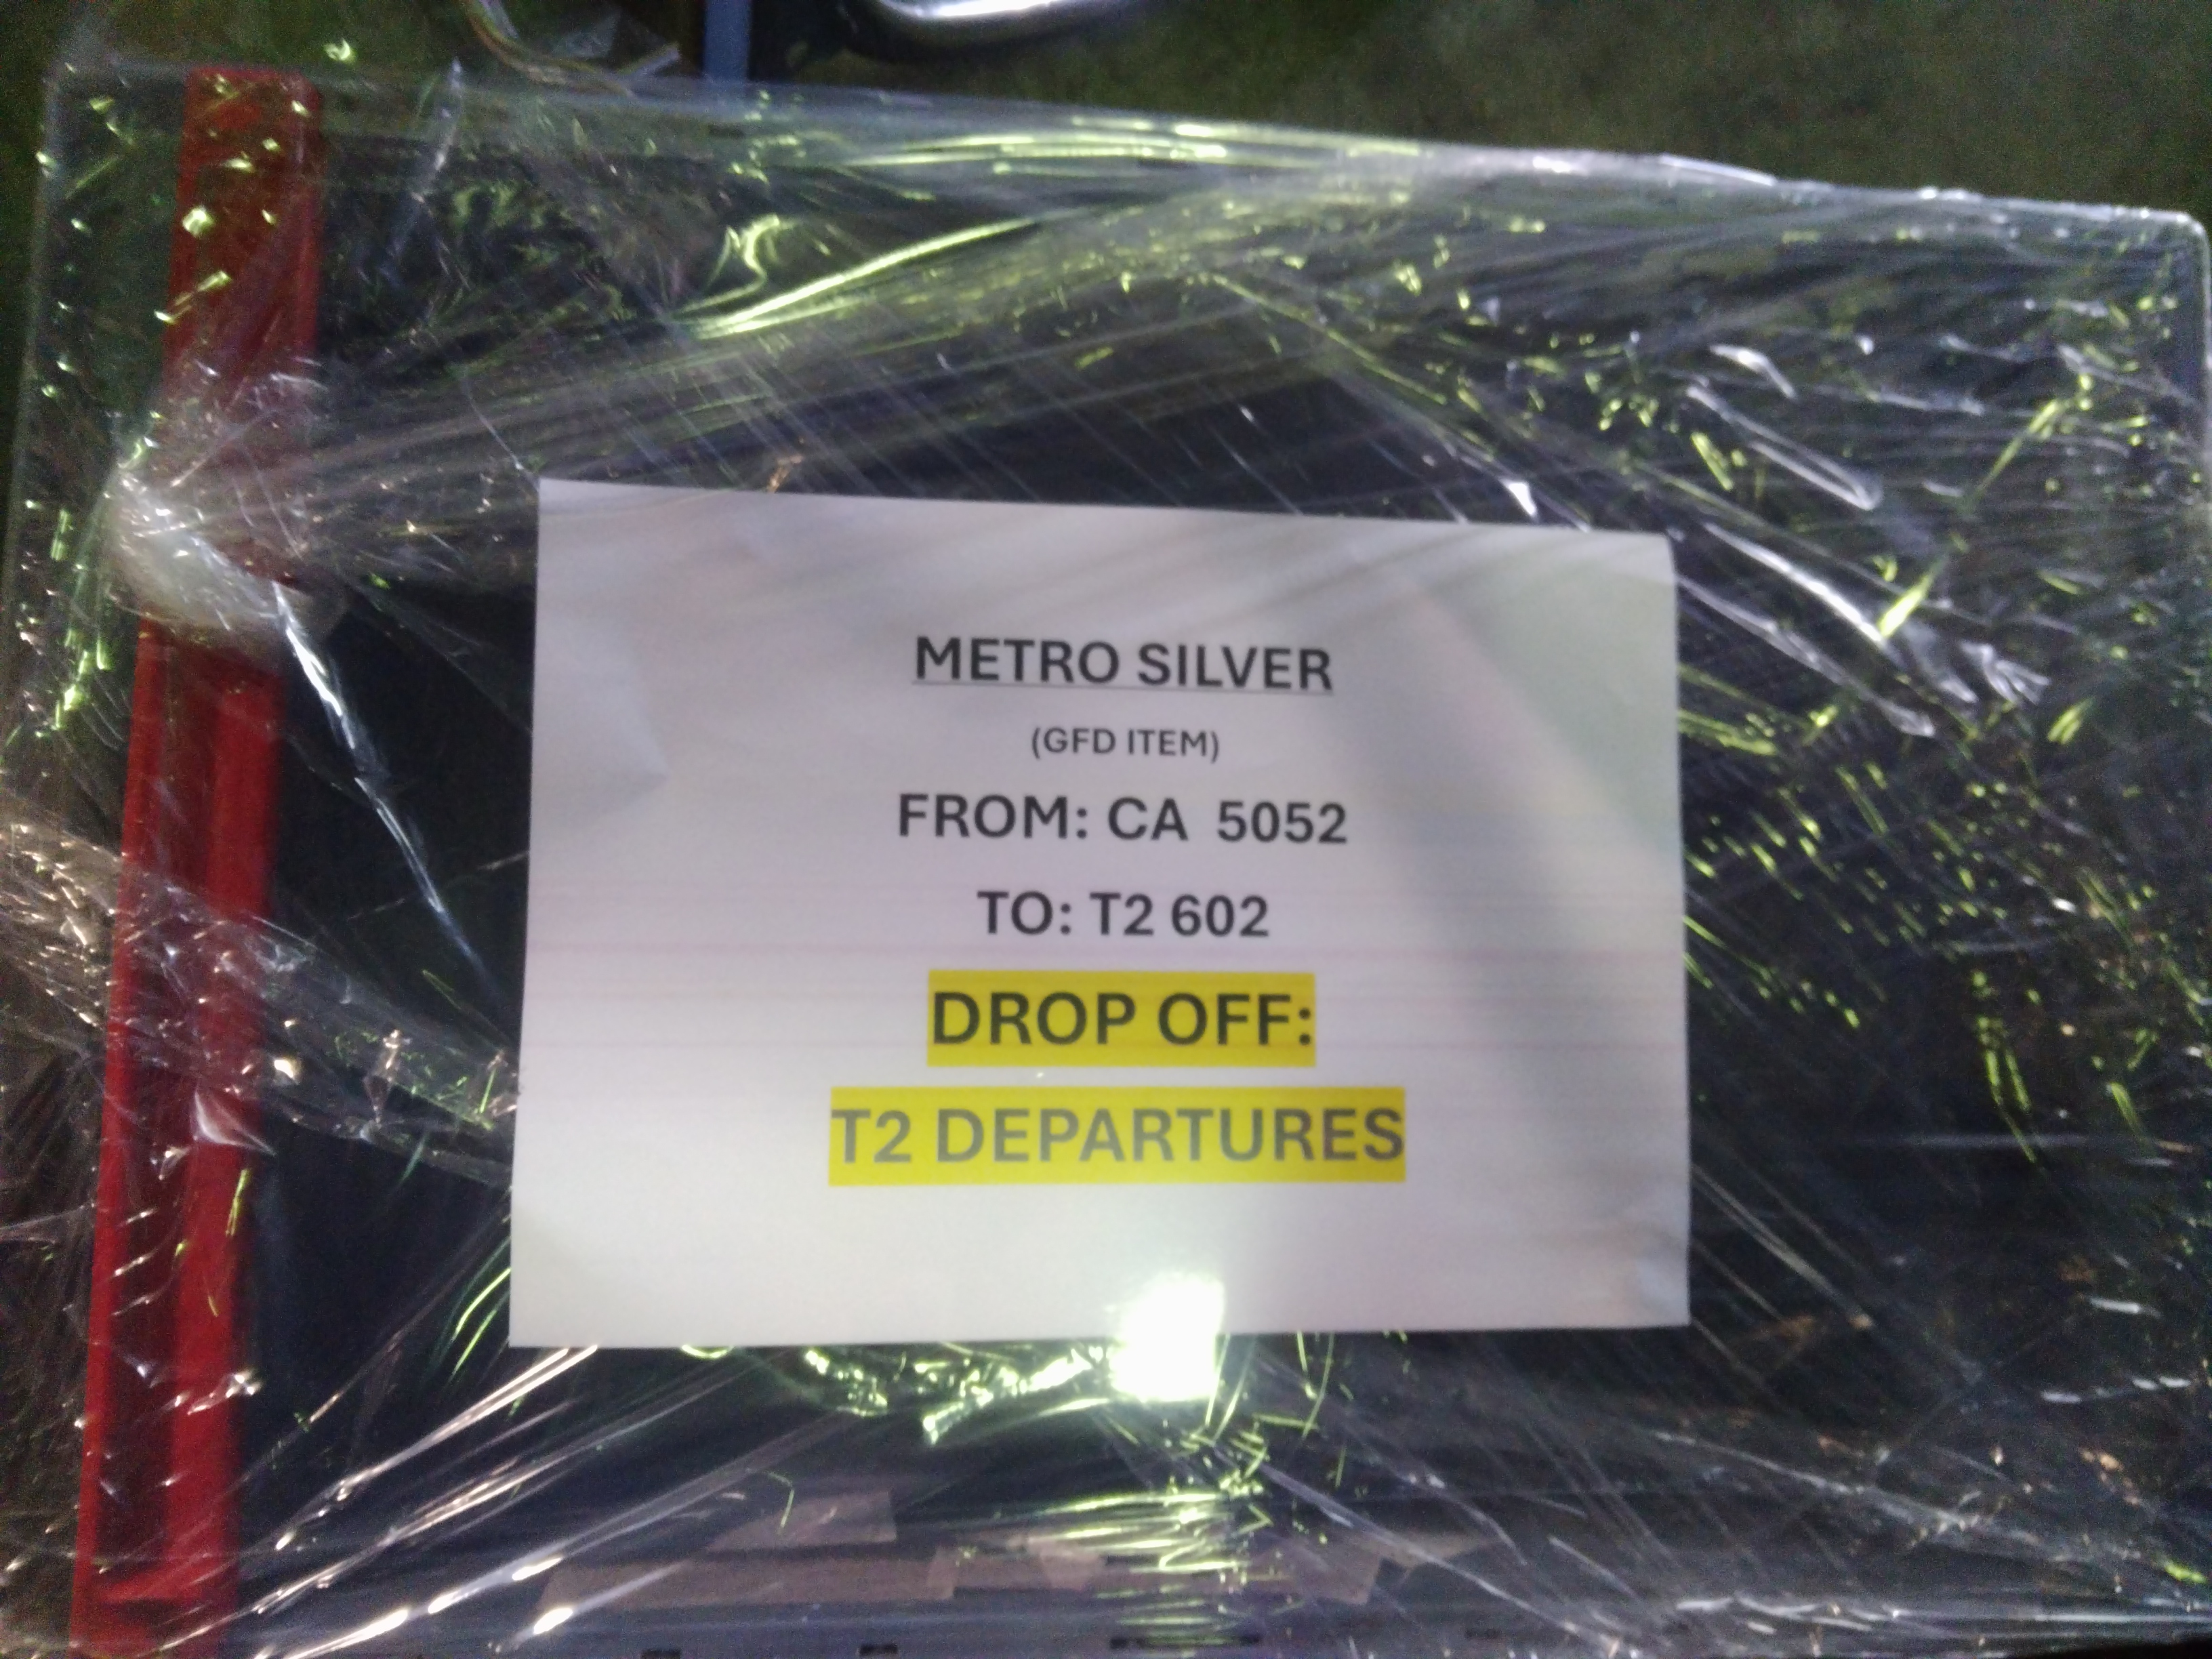 METRO SILVER
(GFD ITEM)
FROM: CA 5052
TO: T2 602
DROP OFF:
T2 DEPARTURES